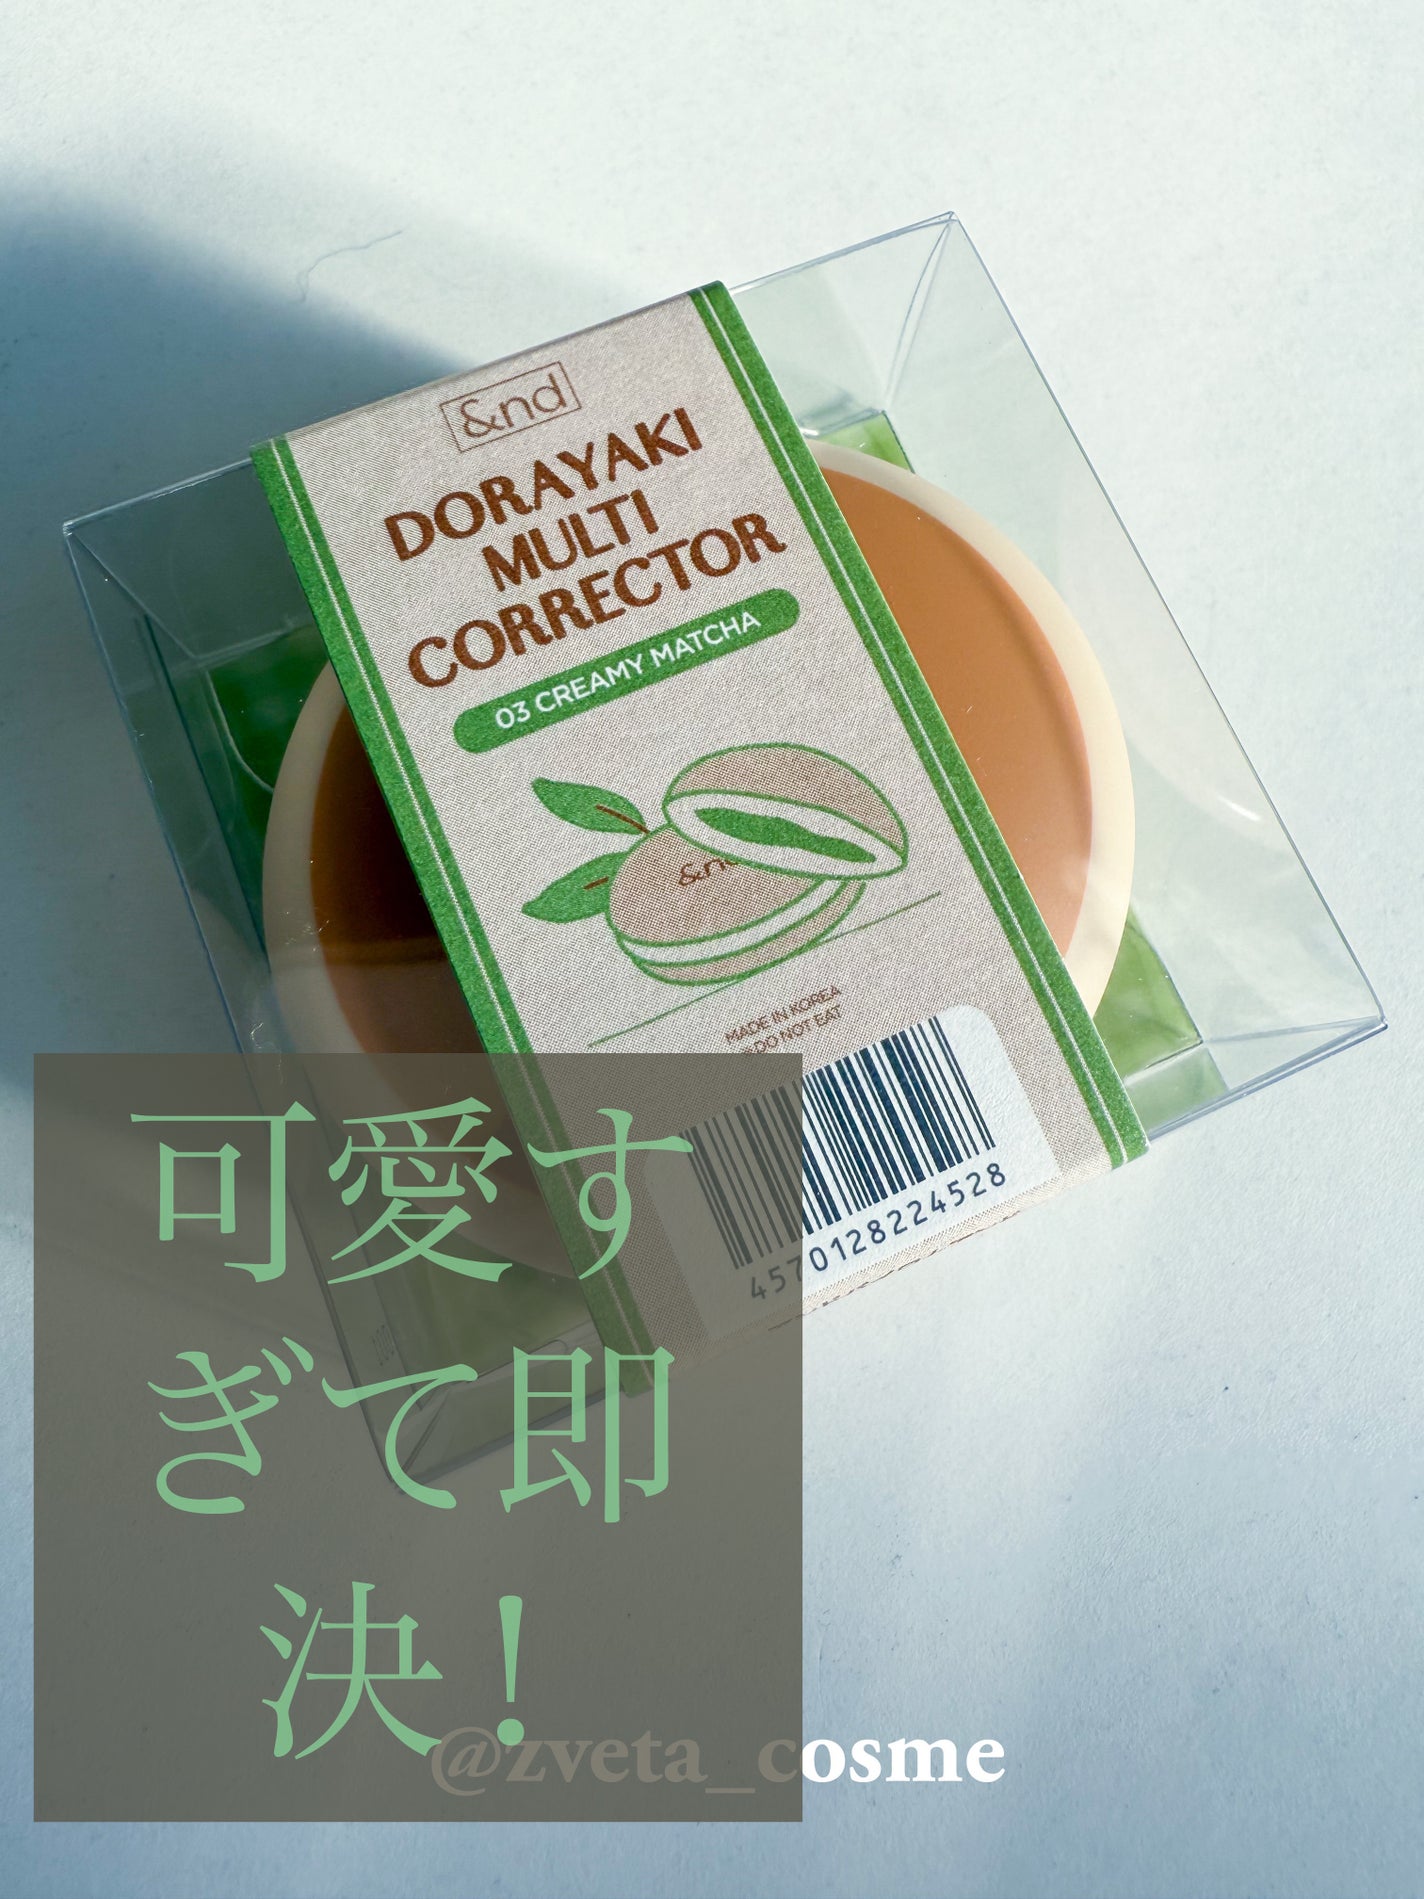 &nd
DORAYAKI
MULTI
CORRECTOR
03 CREAMY MATCHA
MADE IN KOREA
DO NOT EAT
4570128224528
可愛す
ぎて即
決！
@zveta_cosme